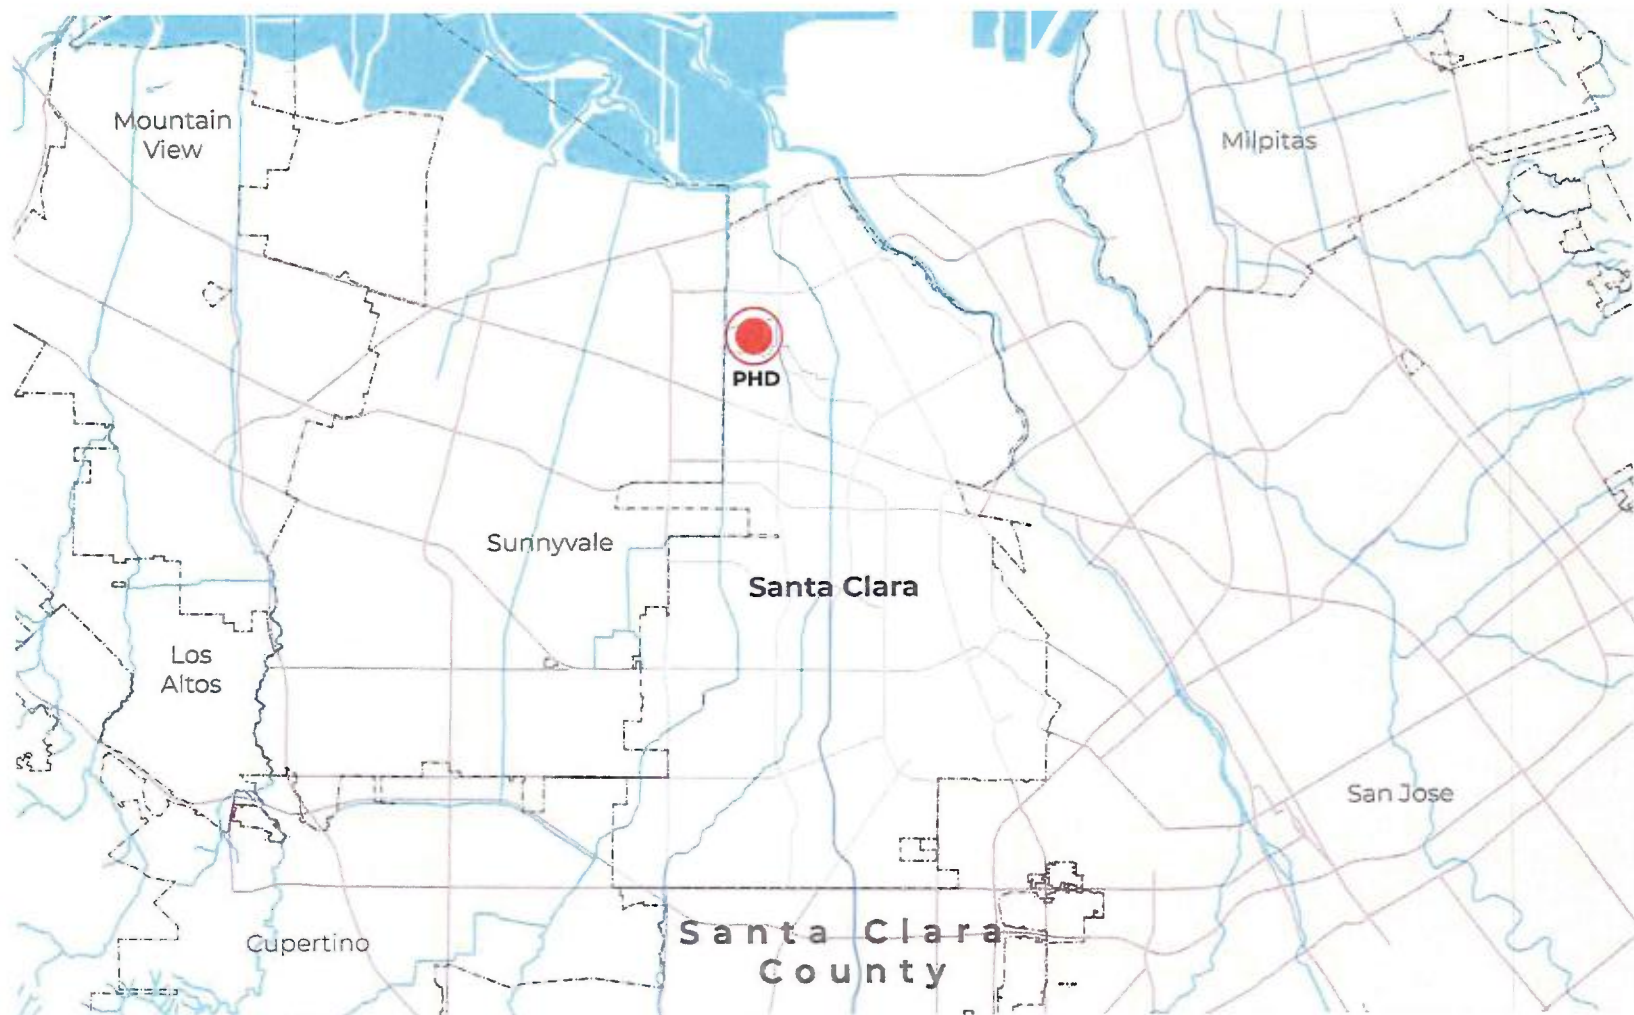 Mountain
View
Milpitas
PHD
Sunnyvale
Santa Clara
Los
Altos
San Jose
Cupertino
Santa Clara
County